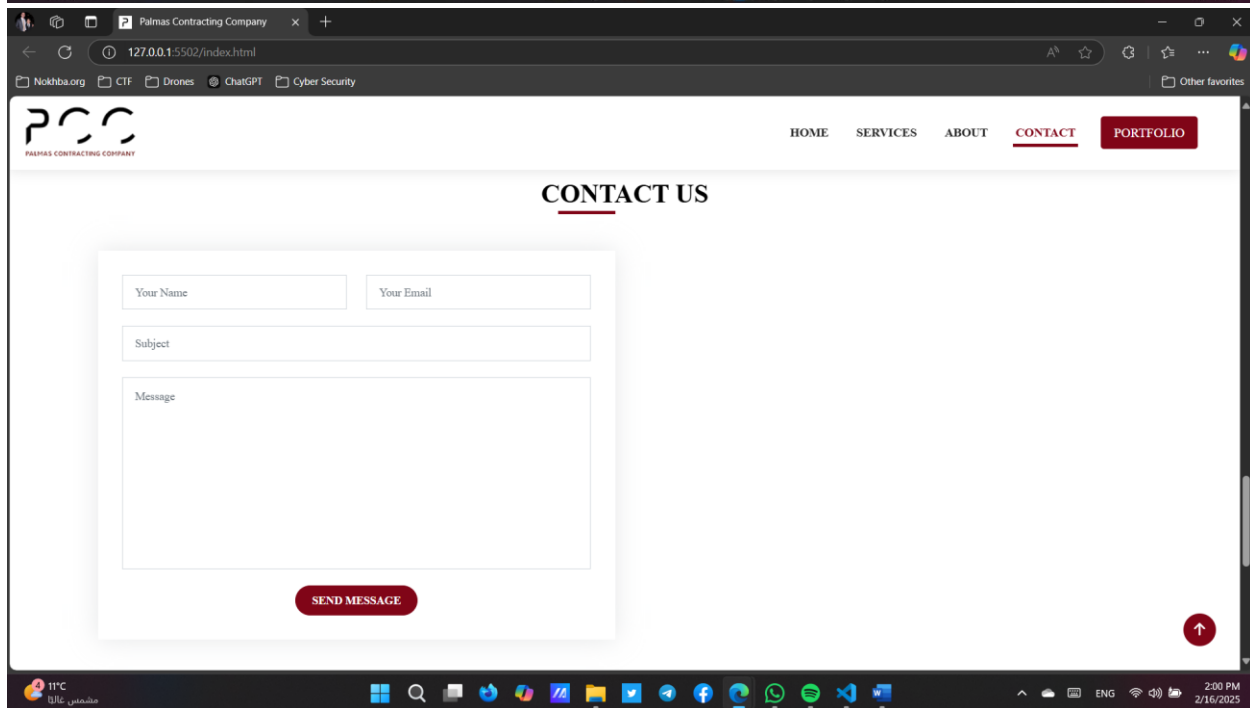 Palmas Contracting Company
127.0.0.1:5502/index.html
Nokhba.org CTF Drones ChatGPT Cyber Security Other favorites
PCC
PALMAS CONTRACTING COMPANY
HOME SERVICES ABOUT CONTACT PORTFOLIO
CONTACT US
Your Name Your Email
Subject
Message
SEND MESSAGE
4 11°C
مشمس غالبًا
ENG 2:00 PM
2/16/2025